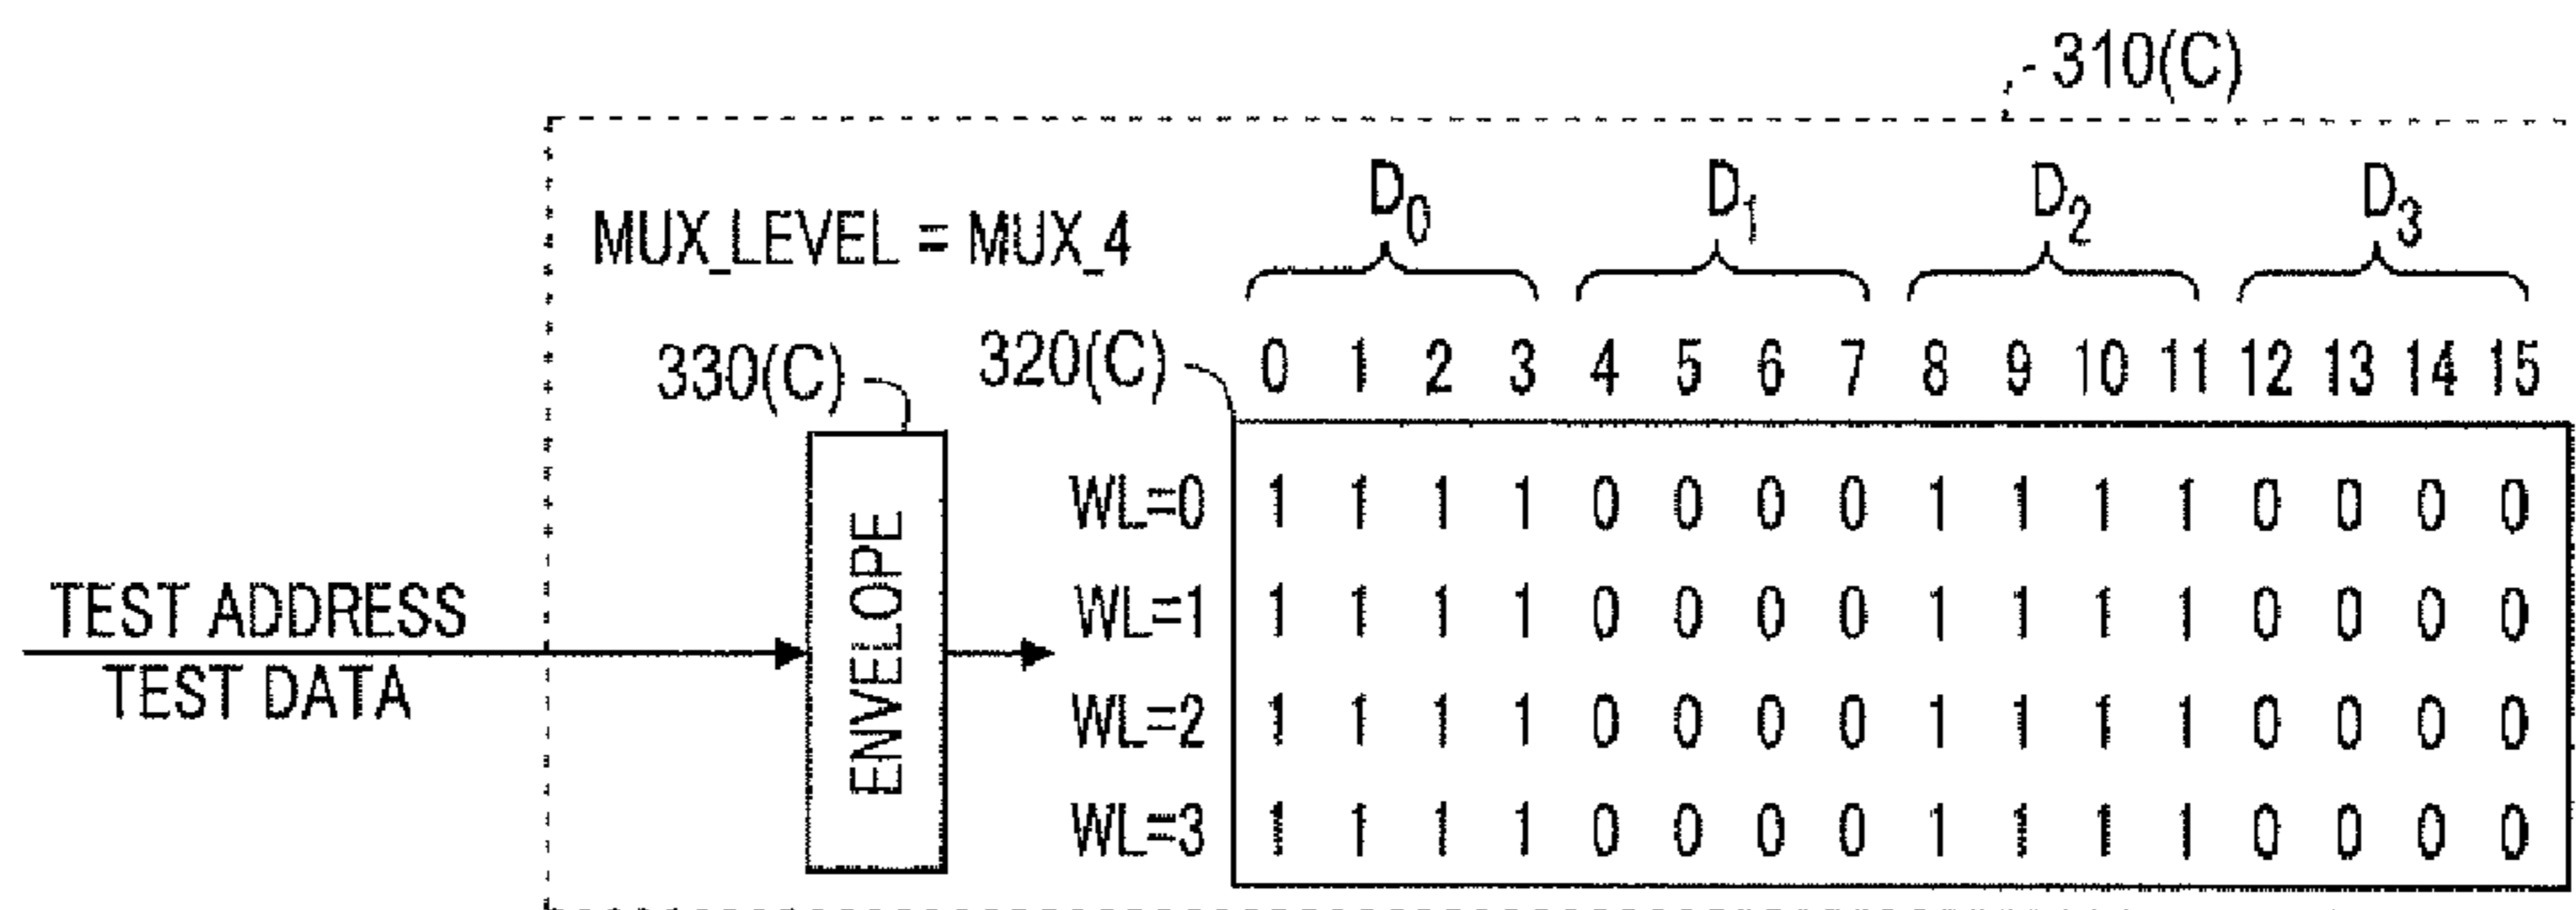 310(C)
MUX_LEVEL = MUX_4
D0 D1 D2 D3
330(C) 320(C) 0 1 2 3 4 5 6 7 8 9 10 11 12 13 14 15
ENVELOPE
WL=0 1 1 1 1 0 0 0 0 1 1 1 1 0 0 0 0
WL=1 1 1 1 1 0 0 0 0 1 1 1 1 0 0 0 0
TEST ADDRESS
TEST DATA
WL=2 1 1 1 1 0 0 0 0 1 1 1 1 0 0 0 0
WL=3 1 1 1 1 0 0 0 0 1 1 1 1 0 0 0 0